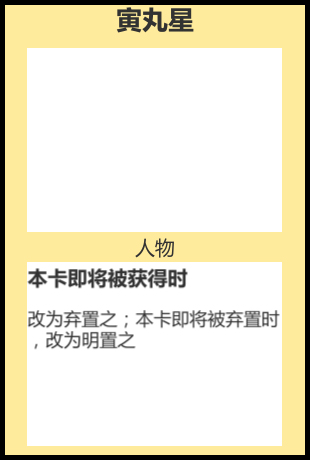 寅丸星
人物
本卡即将被获得时
改为弃置之；本卡即将被弃置时
，改为明置之